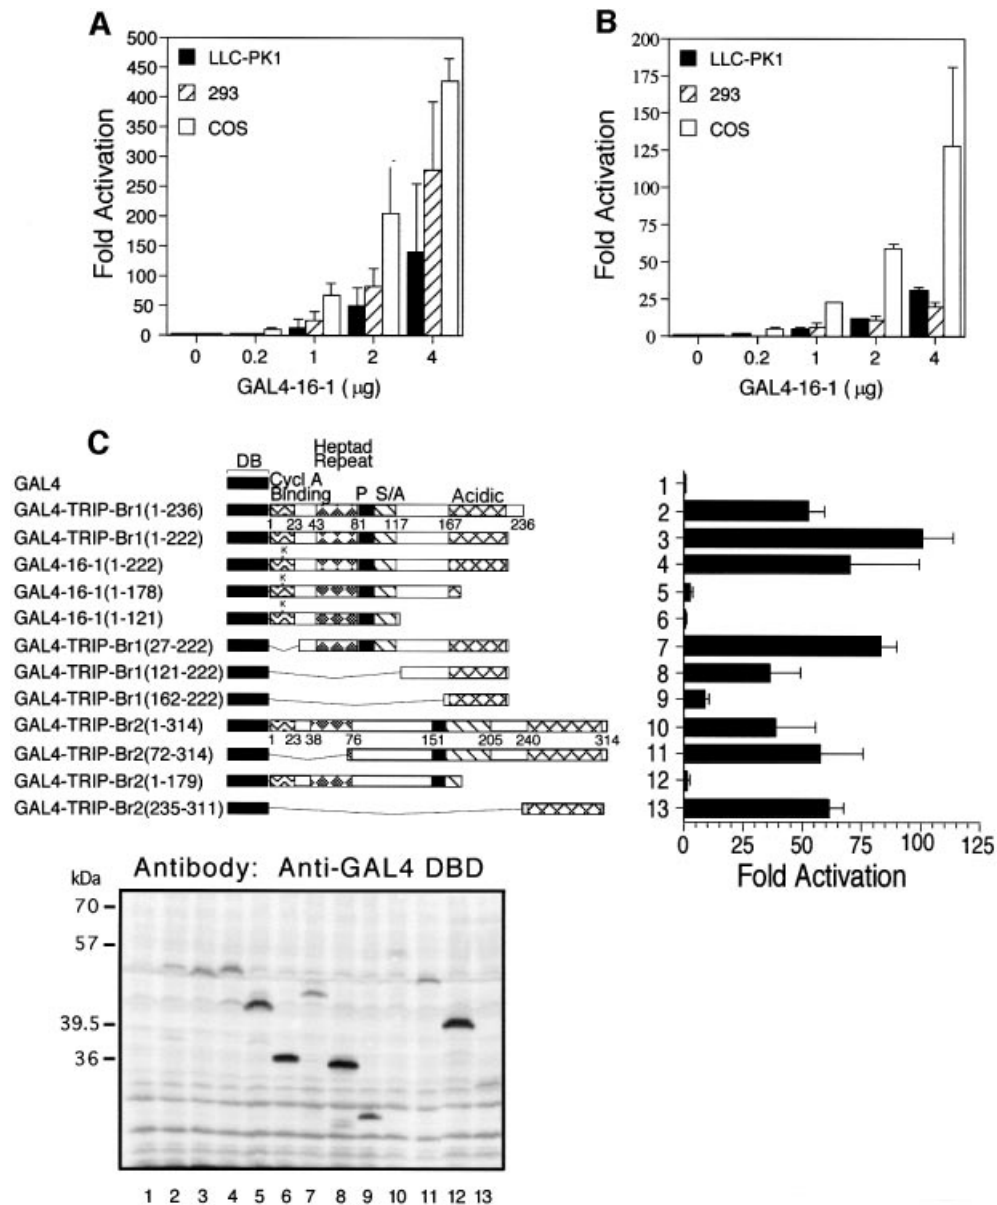 A
500
450
400
350
300
250
200
150
100
50
0
Fold Activation
LLC-PK1
293
COS
0 0.2 1 2 4
GAL4-16-1 ( μg)
B
200
175
150
125
100
75
50
25
0
Fold Activation
LLC-PK1
293
COS
0 0.2 1 2 4
GAL4-16-1 ( μg)
C
DB
Heptad
Repeat
Cycl A
Binding
P S/A Acidic
GAL4
GAL4-TRIP-Br1(1-236)
1 23 43 81 117 167 236
GAL4-TRIP-Br1(1-222)
K
GAL4-16-1(1-222)
K
GAL4-16-1(1-178)
K
GAL4-16-1(1-121)
GAL4-TRIP-Br1(27-222)
GAL4-TRIP-Br1(121-222)
GAL4-TRIP-Br1(162-222)
GAL4-TRIP-Br2(1-314)
1 23 38 76 151 205 240 314
GAL4-TRIP-Br2(72-314)
GAL4-TRIP-Br2(1-179)
GAL4-TRIP-Br2(235-311)
1
2
3
4
5
6
7
8
9
10
11
12
13
0 25 50 75 100 125
Fold Activation
Antibody: Anti-GAL4 DBD
kDa
70
57
39.5
36
1 2 3 4 5 6 7 8 9 10 11 12 13